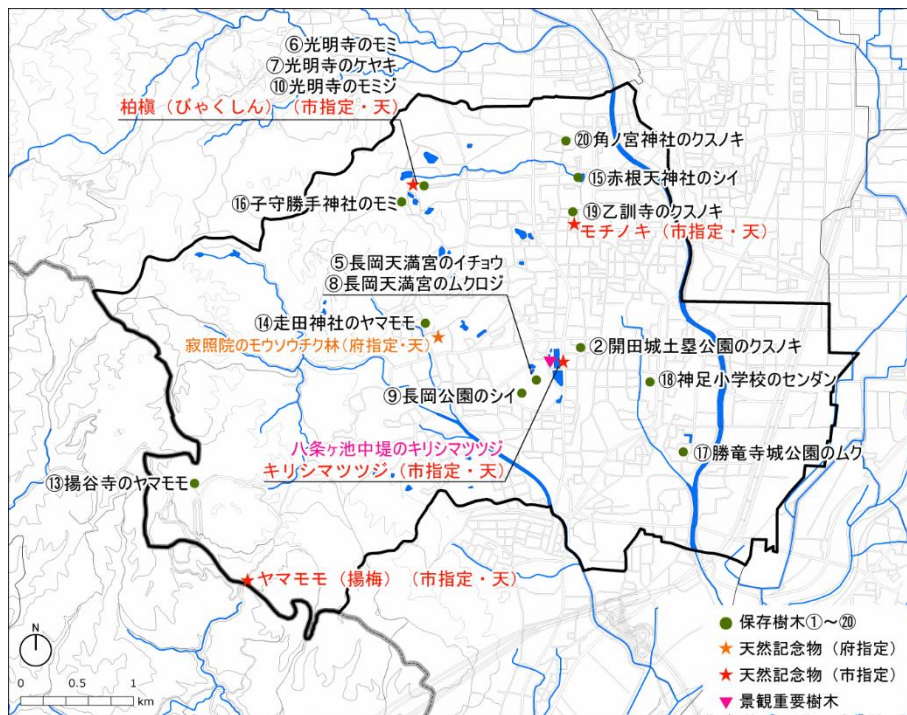 ⑥光明寺のモミ
⑦光明寺のケヤキ
⑩光明寺のモミジ
柏槇（びゃくしん）（市指定・天）
⑳角ノ宮神社のクスノキ
⑮赤根天神社のシイ
⑯子守勝手神社のモミ
⑲乙訓寺のクスノキ
モチノキ（市指定・天）
⑤長岡天満宮のイチョウ
⑧長岡天満宮のムクロジ
⑭走田神社のヤマモモ
寂照院のモウソウチク林（府指定・天）
②開田城土塁公園のクスノキ
⑱神足小学校のセンダン
⑨長岡公園のシイ
八条ヶ池中堤のキリシマツツジ
キリシマツツジ（市指定・天）
⑰勝竜寺城公園のムク
⑬揚谷寺のヤマモモ
ヤマモモ（揚梅）（市指定・天）
N
0 0.5 1
km
保存樹木①～⑳
天然記念物（府指定）
天然記念物（市指定）
景観重要樹木